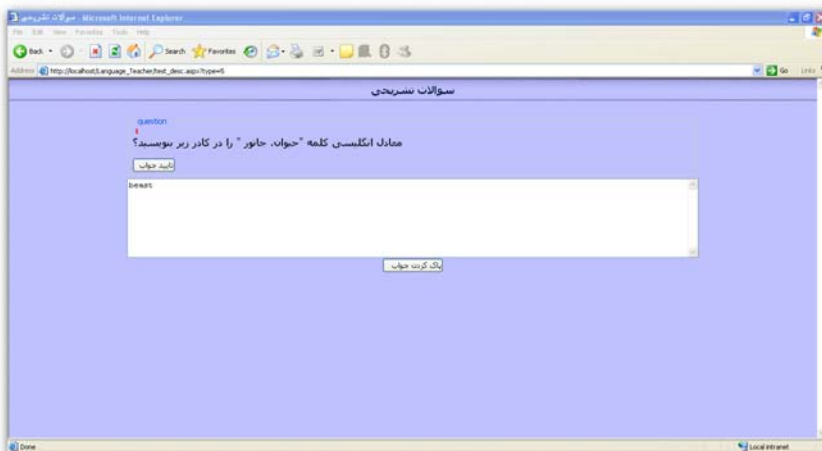 سوالات تشریحی - Microsoft Internet Explorer
File Edit View Favorites Tools Help
Back Search Favorites
Address http://localhost/Language_Teacher/test_desc.aspx?type=5 Go Links
سوالات تشریحی
question
معادل انگلیسی کلمه "حیوان، جانور " را در کادر زیر بنویسید؟
تایید جواب
beast
پاک کردن جواب
Done Local intranet